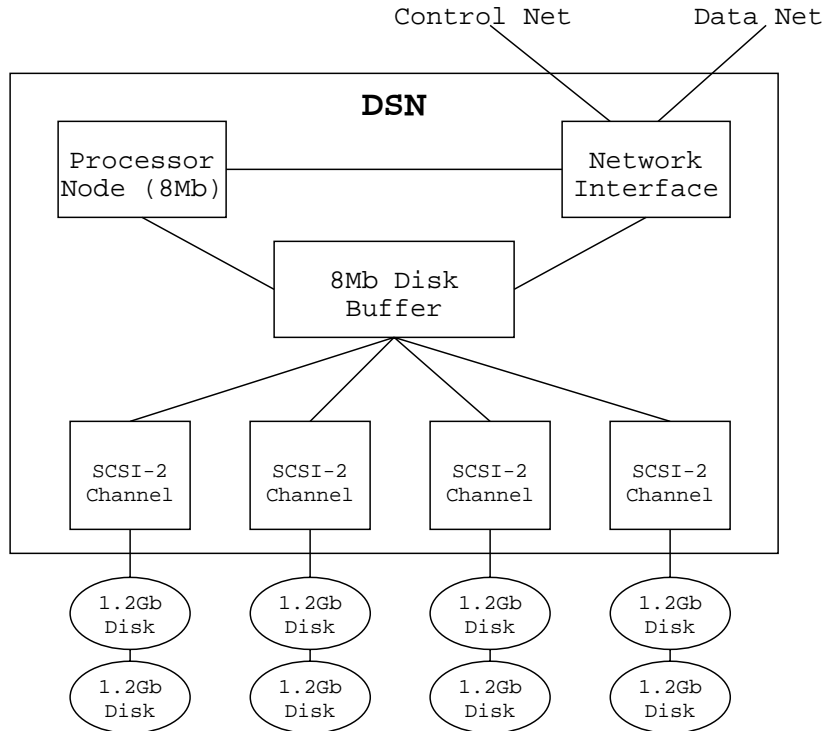 Control Net
Data Net
DSN
Processor
Node (8Mb)
Network
Interface
8Mb Disk
Buffer
SCSI-2
Channel
SCSI-2
Channel
SCSI-2
Channel
SCSI-2
Channel
1.2Gb
Disk
1.2Gb
Disk
1.2Gb
Disk
1.2Gb
Disk
1.2Gb
Disk
1.2Gb
Disk
1.2Gb
Disk
1.2Gb
Disk